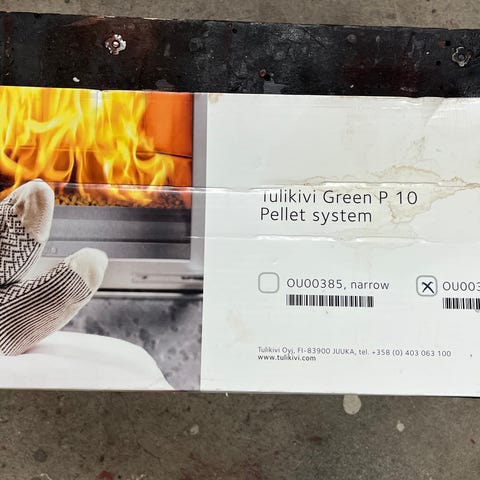 Tulikivi Green P 10
Pellet system
OU00385, narrow
OU003
Tulikivi Oyj, FI-83900 JUUKA, tel. +358 (0) 403 063 100
www.tulikivi.com